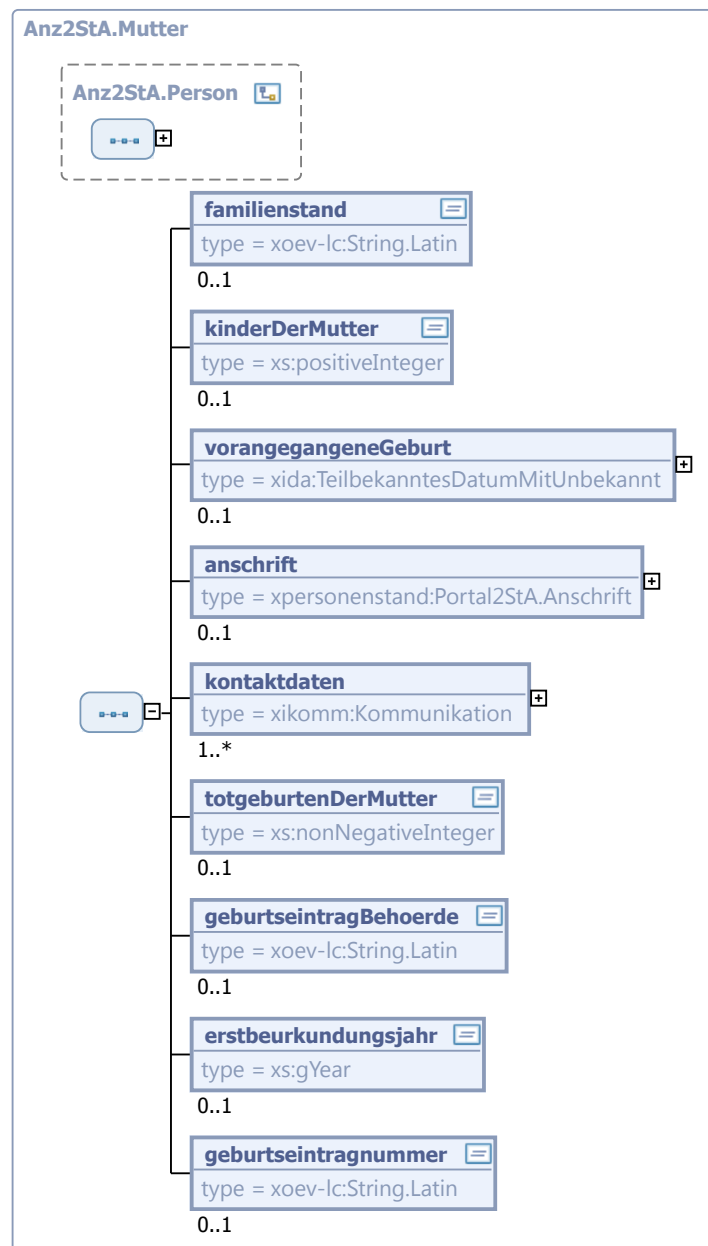 Anz2StA.Mutter
Anz2StA.Person
familienstand
type = xoev-lc:String.Latin
0..1
kinderDerMutter
type = xs:positiveInteger
0..1
vorangegangeneGeburt
type = xida:TeilbekanntesDatumMitUnbekannt
0..1
anschrift
type = xpersonenstand:Portal2StA.Anschrift
0..1
kontaktdaten
type = xikomm:Kommunikation
1..*
totgeburtenDerMutter
type = xs:nonNegativeInteger
0..1
geburtseintragBehoerde
type = xoev-lc:String.Latin
0..1
erstbeurkundungsjahr
type = xs:gYear
0..1
geburtseintragnummer
type = xoev-lc:String.Latin
0..1